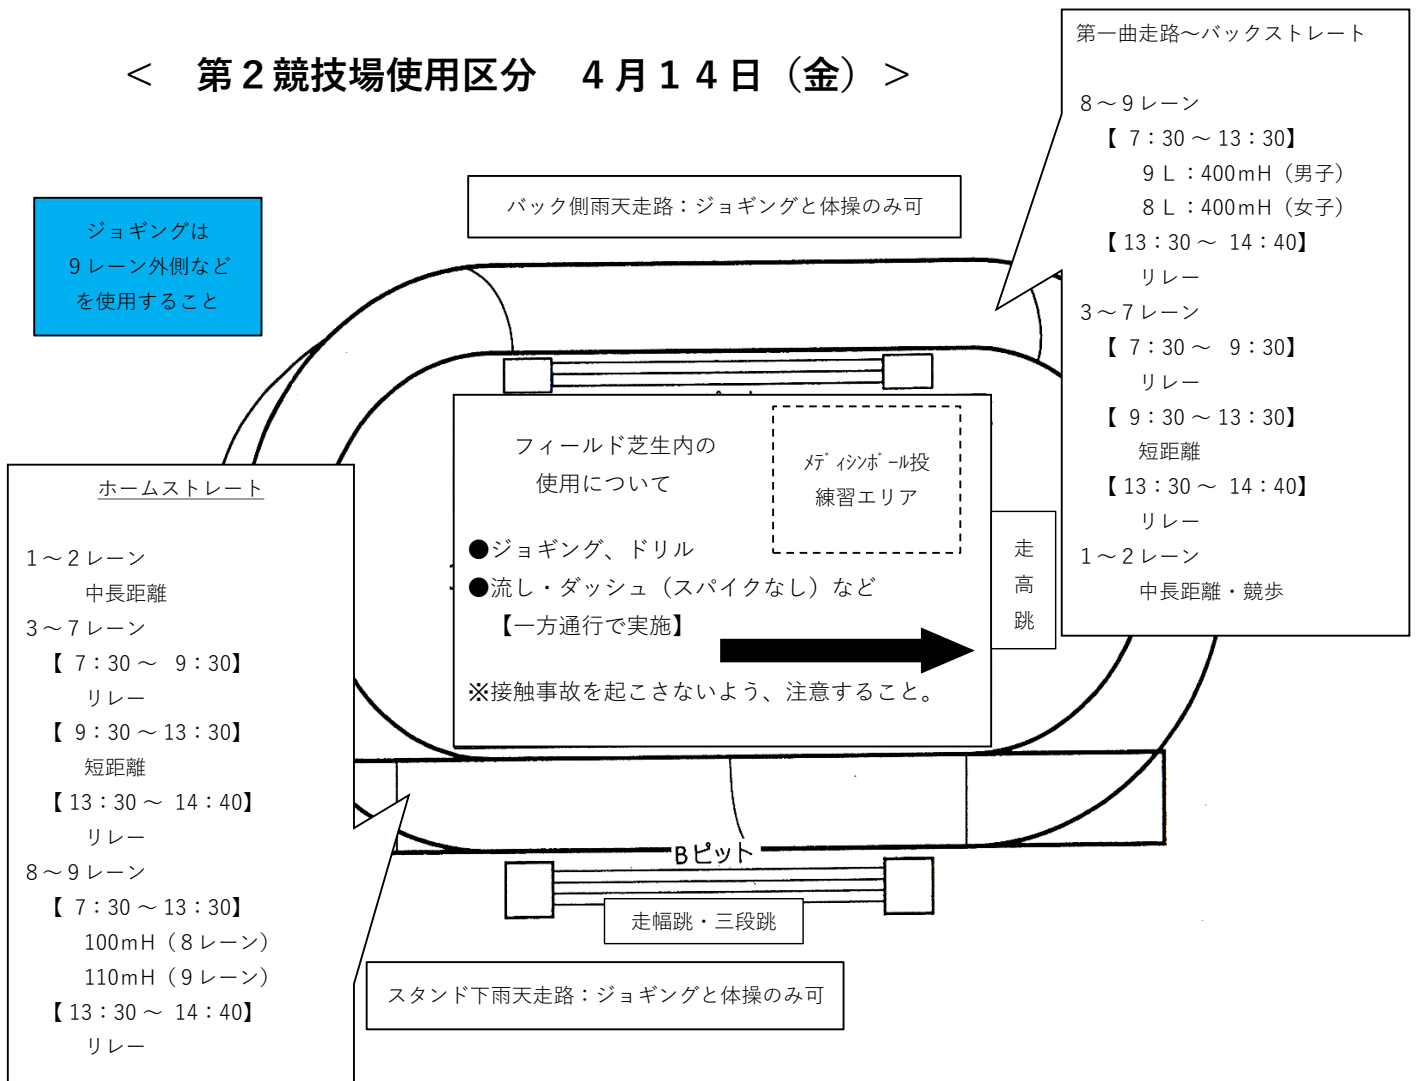 ＜　第２競技場使用区分　４月１４日（金）＞
第一曲走路～バックストレート
8～9レーン
【 7：30 ～ 13：30】
9 L ：400mH（男子）
8 L ：400mH（女子）
【 13：30 ～ 14：40】
リレー
3～7レーン
【 7：30 ～ 9：30】
リレー
【 9：30 ～ 13：30】
短距離
【 13：30 ～ 14：40】
リレー
1～2レーン
中長距離・競歩
バック側雨天走路：ジョギングと体操のみ可
ジョギングは
9レーン外側など
を使用すること
フィールド芝生内の
使用について
●ジョギング、ドリル
●流し・ダッシュ（スパイクなし）など
【一方通行で実施】
※接触事故を起こさないよう、注意すること。
ﾒﾃﾞｨｼﾝﾎﾞｰﾙ投
練習エリア
走
高
跳
ホームストレート
1～2レーン
中長距離
3～7レーン
【 7：30 ～ 9：30】
リレー
【 9：30 ～ 13：30】
短距離
【 13：30 ～ 14：40】
リレー
8～9レーン
【 7：30 ～ 13：30】
100mH（8レーン）
110mH（9レーン）
【 13：30 ～ 14：40】
リレー
Bピット
走幅跳・三段跳
スタンド下雨天走路：ジョギングと体操のみ可